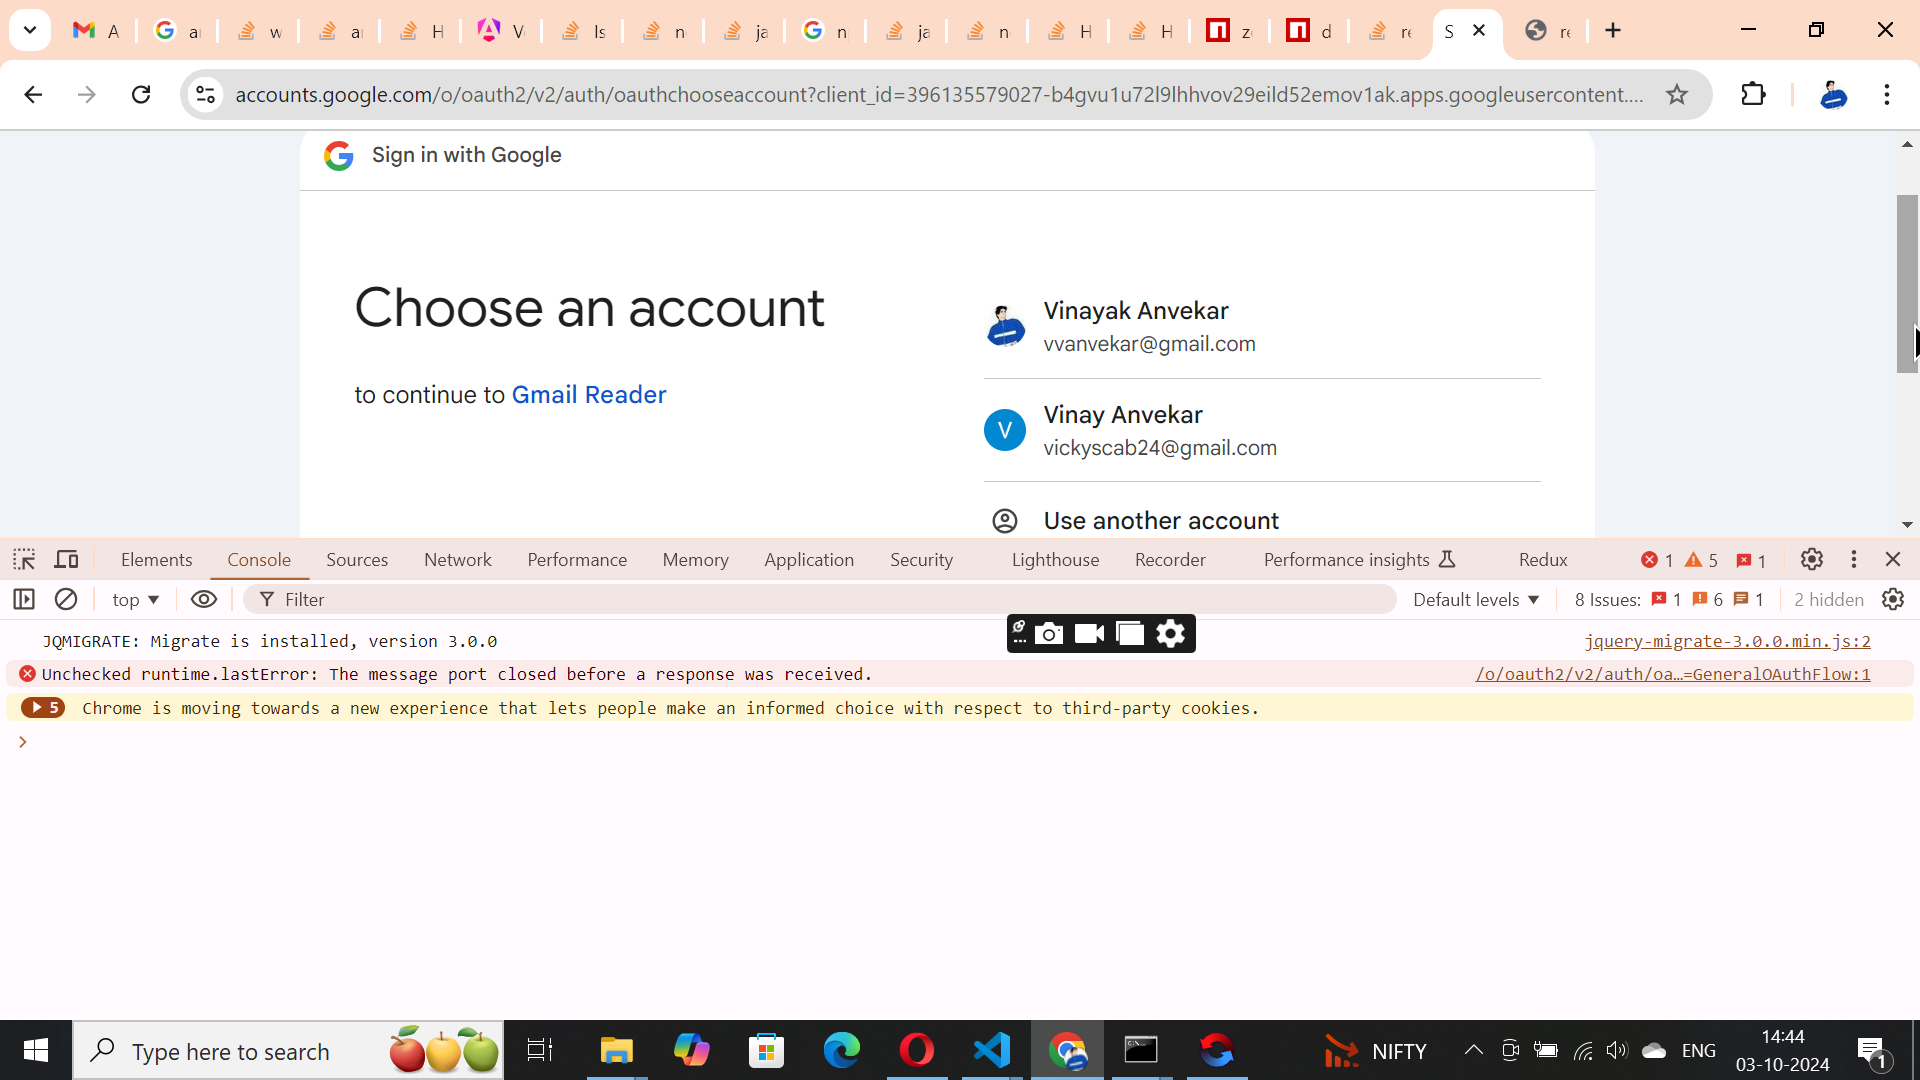 A
ar
w
ar
H
V
Is
n
ja
n
ja
n
H
H
z
d
re
S
re
accounts.google.com/o/oauth2/v2/auth/oauthchooseaccount?client_id=396135579027-b4gvu1u72l9lhhvov29eild52emov1ak.apps.googleusercontent....
Sign in with Google
Choose an account
to continue to Gmail Reader
Vinayak Anvekar
vvanvekar@gmail.com
V
Vinay Anvekar
vickyscab24@gmail.com
Use another account
Elements Console Sources Network Performance Memory Application Security Lighthouse Recorder Performance insights Redux 1 5 1
top Filter Default levels 8 Issues: 1 6 1 2 hidden
JQMIGRATE: Migrate is installed, version 3.0.0 jquery-migrate-3.0.0.min.js:2
Unchecked runtime.lastError: The message port closed before a response was received. /o/oauth2/v2/auth/oa…=GeneralOAuthFlow:1
5 Chrome is moving towards a new experience that lets people make an informed choice with respect to third-party cookies.
Type here to search
NIFTY
ENG
14:44
03-10-2024
1